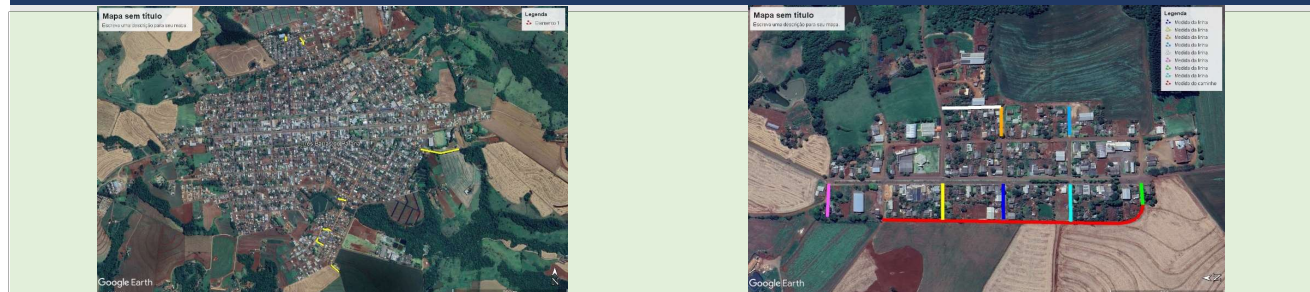 Mapa sem título
Escreva uma descrição para seu mapa.
Legenda
Elemento 1
Google Earth
N
Mapa sem título
Escreva uma descrição para seu mapa.
Legenda
Medida da linha
Medida da linha
Medida da linha
Medida da linha
Medida da linha
Medida da linha
Medida da linha
Medida da linha
Medida do caminho
Google Earth